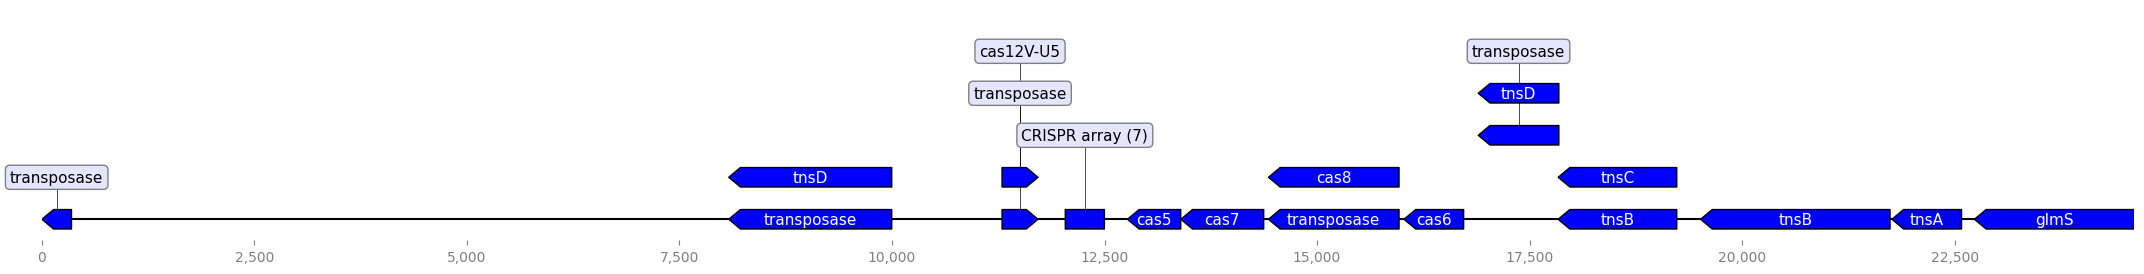 cas12V-U5
transposase
transposase
tnsD
CRISPR array (7)
transposase
tnsD
cas8
tnsC
transposase
cas5
cas7
transposase
cas6
tnsB
tnsB
tnsA
glmS
0
2,500
5,000
7,500
10,000
12,500
15,000
17,500
20,000
22,500